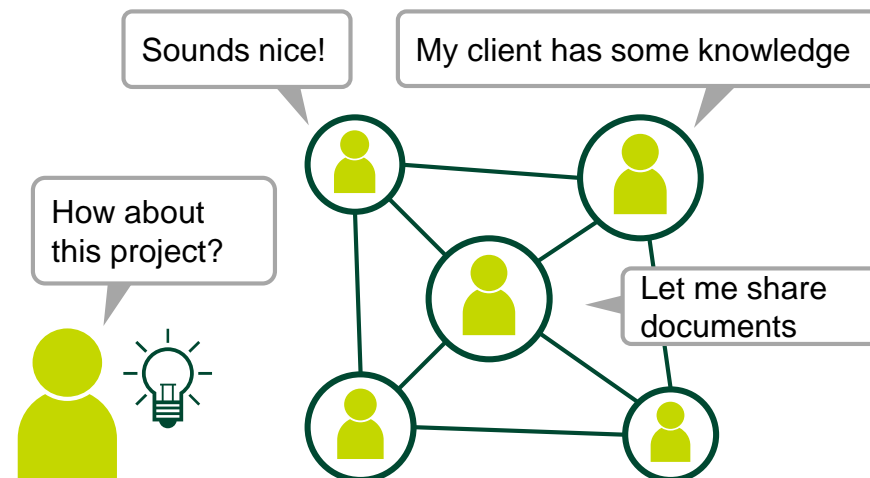 Sounds nice!
My client has some knowledge
How about
this project?
Let me share
documents